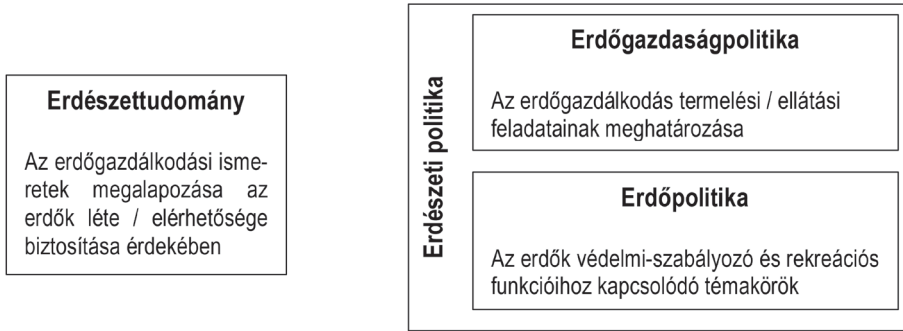 Erdészettudomány
Az erdőgazdálkodási isme-
retek megalapozása az
erdők léte / elérhetősége
biztosítása érdekében
Erdészeti politika
Erdőgazdaságpolitika
Az erdőgazdálkodás termelési / ellátási
feladatainak meghatározása
Erdőpolitika
Az erdők védelmi-szabályozó és rekreációs
funkcióihoz kapcsolódó témakörök